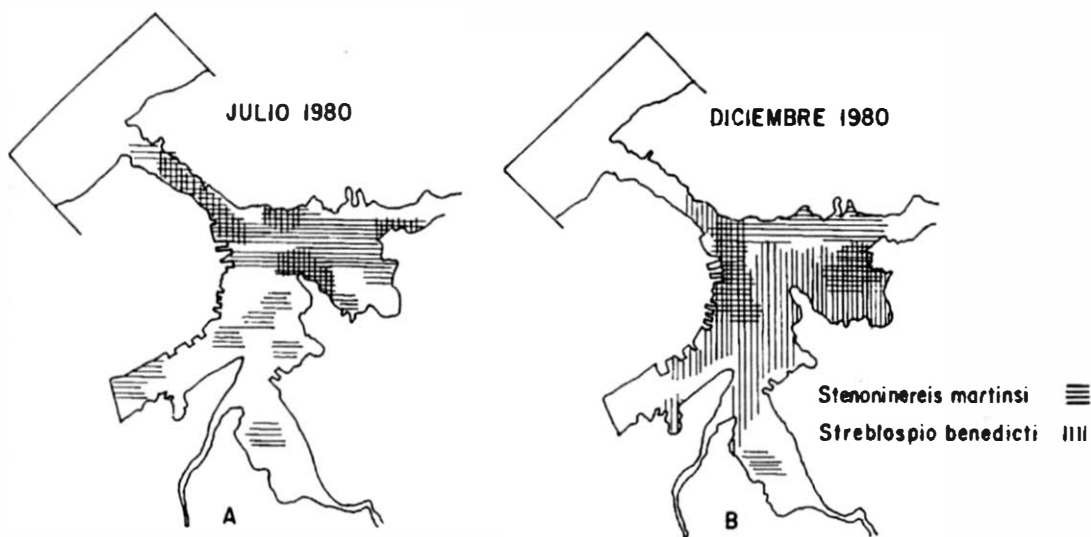 JULIO 1980
DICIEMBRE 1980
Stenoninereis martinsi
Streblospio benedicti
A
B